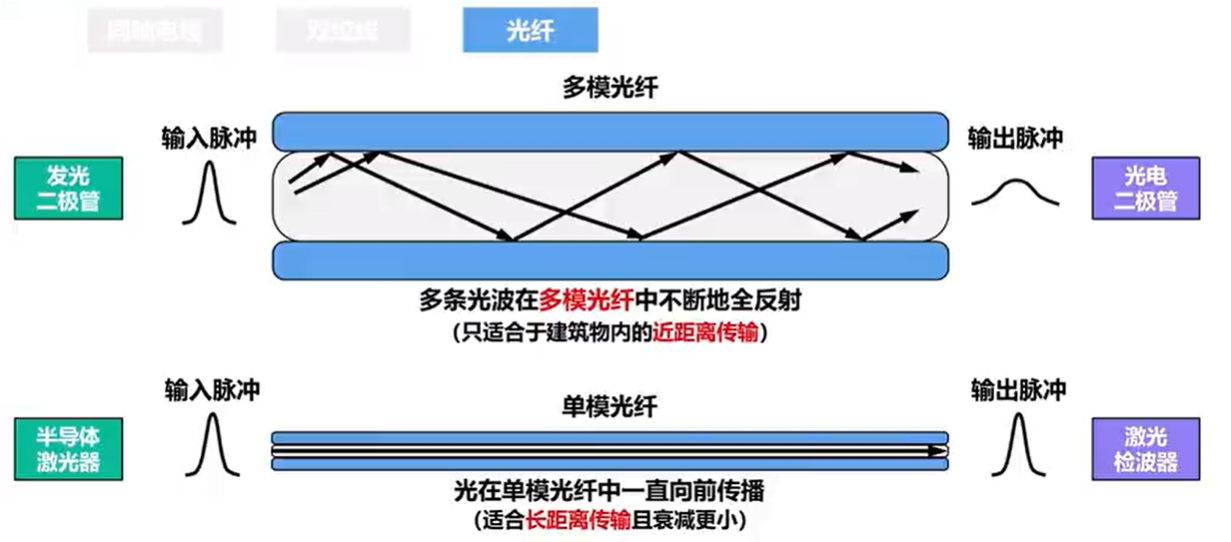 同轴电缆
双绞线
光纤
多模光纤
输入脉冲
输出脉冲
发光
二极管
光电
二极管
多条光波在多模光纤中不断地全反射
(只适合于建筑物内的近距离传输)
输入脉冲
输出脉冲
单模光纤
半导体
激光器
激光
检波器
光在单模光纤中一直向前传播
(适合长距离传输且衰减更小)